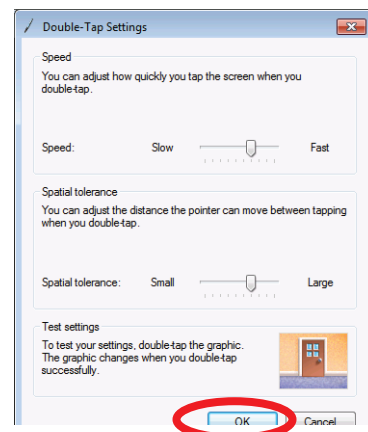 Double-Tap Settings
Speed
You can adjust how quickly you tap the screen when you
double-tap.
Speed: Slow Fast
Spatial tolerance
You can adjust the distance the pointer can move between tapping
when you double-tap.
Spatial tolerance: Small Large
Test settings
To test your settings, double-tap the graphic.
The graphic changes when you double-tap
successfully.
OK Cancel